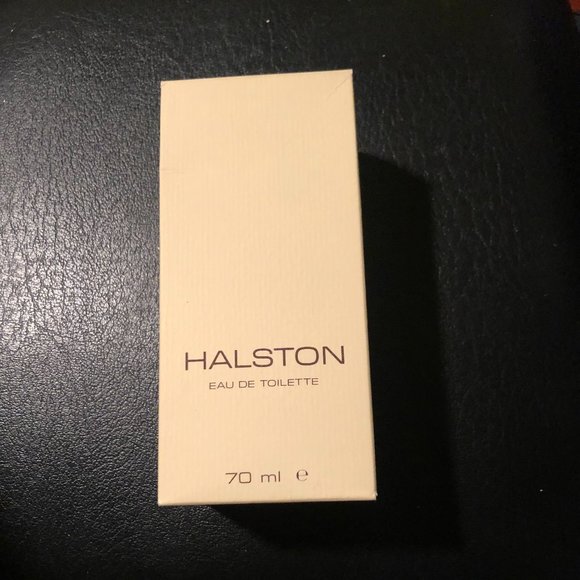 HALSTON
EAU DE TOILETTE
70 ml ℮